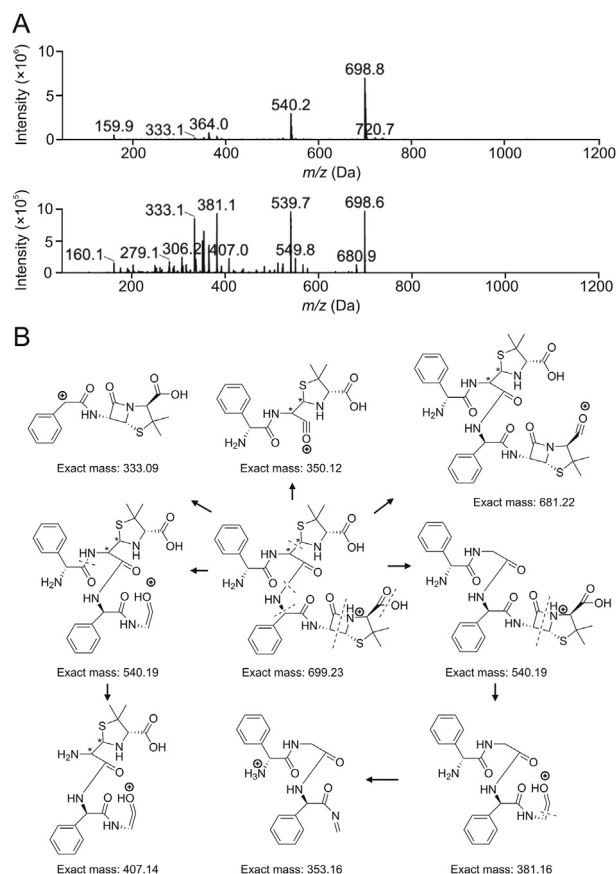 A
Intensity (×10⁶)
10
5
0
159.9
333.1
364.0
540.2
698.8
720.7
200
400
600
800
1000
1200
m/z (Da)
Intensity (×10⁵)
10
5
0
160.1
279.1
333.1
306.2
381.1
407.0
539.7
549.8
680.9
698.6
200
400
600
800
1000
1200
m/z (Da)
B
Exact mass: 333.09
Exact mass: 350.12
Exact mass: 681.22
Exact mass: 540.19
Exact mass: 699.23
Exact mass: 540.19
Exact mass: 407.14
Exact mass: 353.16
Exact mass: 381.16